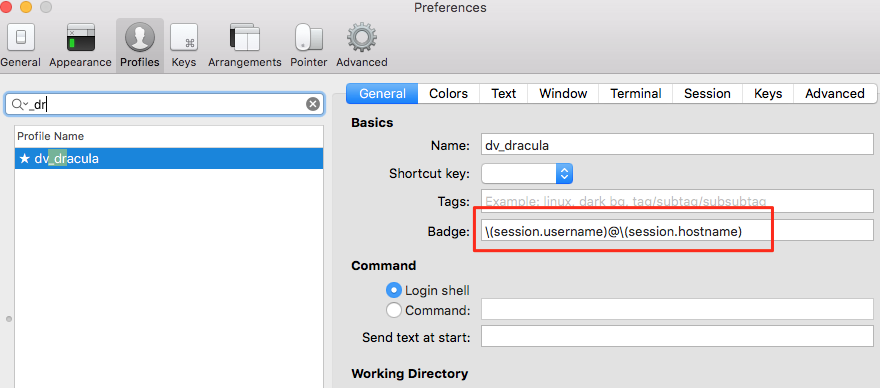 Preferences
General Appearance Profiles Keys Arrangements Pointer Advanced
_dr
Profile Name
★ dv_dracula
General Colors Text Window Terminal Session Keys Advanced
Basics
Name: dv_dracula
Shortcut key:
Tags: Example: linux, dark bg, tag/subtag/subsubtag
Badge: \(session.username)@\(session.hostname)
Command
Login shell
Command:
Send text at start:
Working Directory